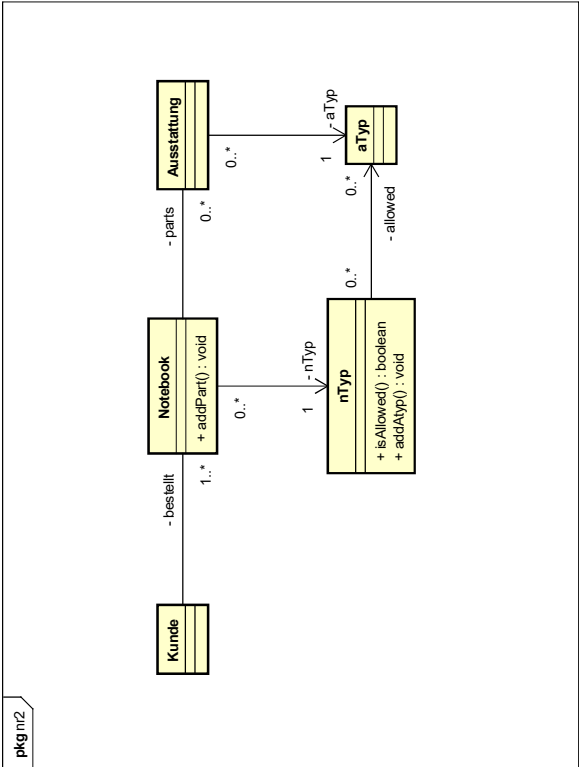 pkg nr2
Kunde
- bestellt
1..*
Notebook
+ addPart() : void
- parts
0..*
Ausstattung
0..*
1
- nTyp
0..*
1
- aTyp
nTyp
+ isAllowed() : boolean
+ addAtyp() : void
0..*
- allowed
0..*
aTyp